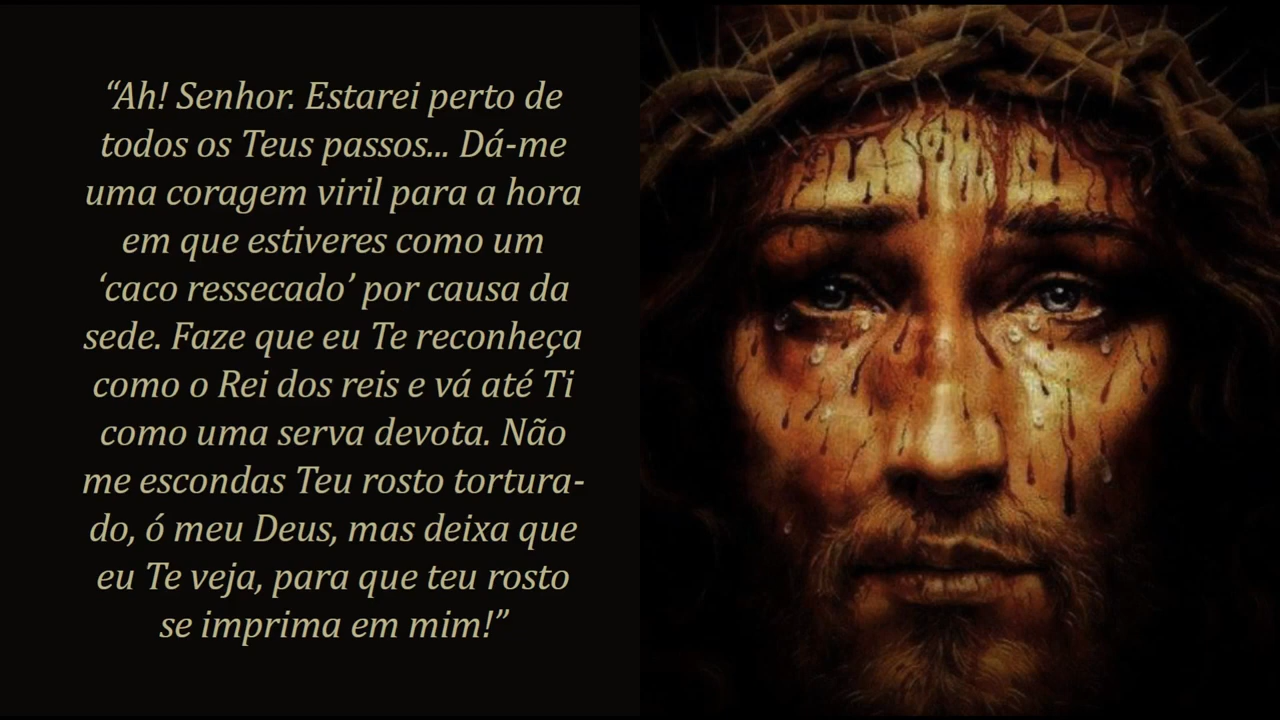 “Ah! Senhor. Estarei perto de
todos os Teus passos... Dá-me
uma coragem viril para a hora
em que estiveres como um
‘caco ressecado’ por causa da
sede. Faze que eu Te reconheça
como o Rei dos reis e vá até Ti
como uma serva devota. Não
me escondas Teu rosto tortura-
do, ó meu Deus, mas deixa que
eu Te veja, para que teu rosto
se imprima em mim!”